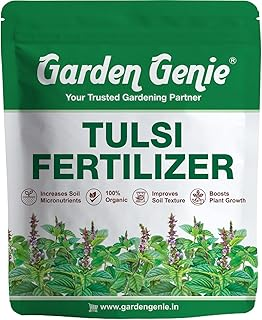 Garden Genie®
Your Trusted Gardening Partner
TULSI
FERTILIZER
Increases Soil
Micronutrients
100%
Organic
Improves
Soil Texture
Boosts
Plant Growth
www.gardengenie.in